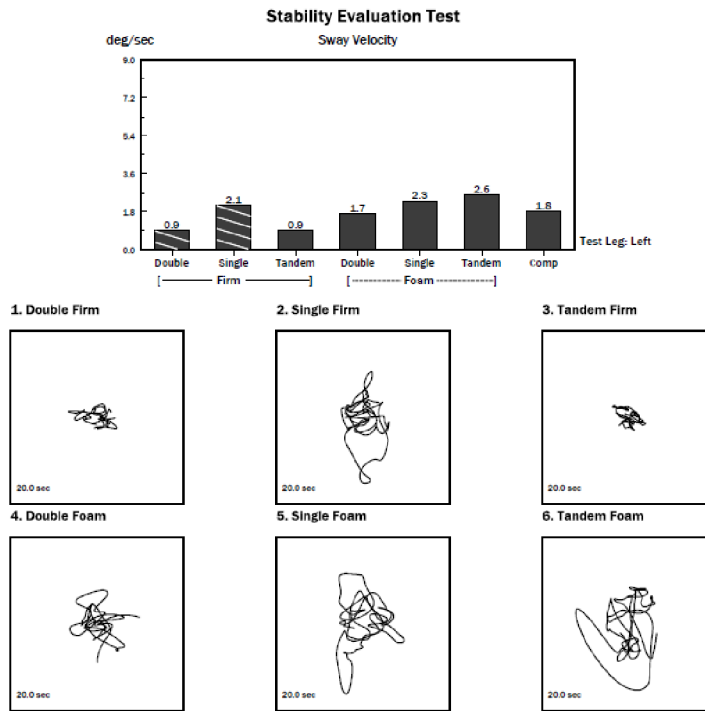 Stability Evaluation Test
deg/sec Sway Velocity
9.0
7.2
5.4
3.6
1.8
0.0
0.9 2.1 0.9 1.7 2.3 2.6 1.8
Test Leg: Left
Double Single Tandem Double Single Tandem Comp
[——— Firm ———] [------------ Foam -------------]
1. Double Firm 2. Single Firm 3. Tandem Firm
20.0 sec 20.0 sec 20.0 sec
4. Double Foam 5. Single Foam 6. Tandem Foam
20.0 sec 20.0 sec 20.0 sec